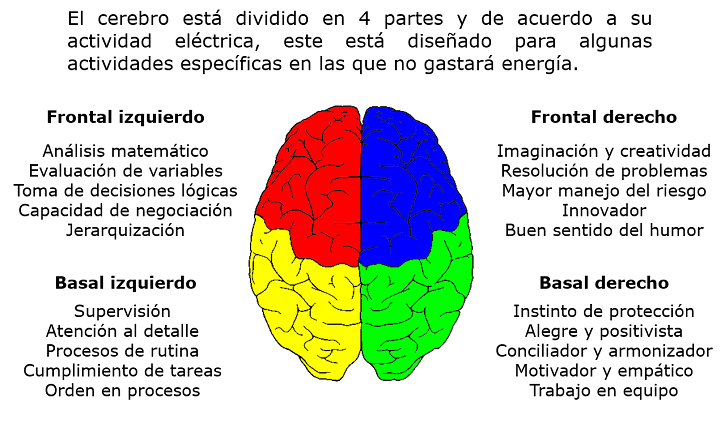 El cerebro está dividido en 4 partes y de acuerdo a su
actividad eléctrica, este está diseñado para algunas
actividades específicas en las que no gastará energía.
Frontal izquierdo
Análisis matemático
Evaluación de variables
Toma de decisiones lógicas
Capacidad de negociación
Jerarquización
Frontal derecho
Imaginación y creatividad
Resolución de problemas
Mayor manejo del riesgo
Innovador
Buen sentido del humor
Basal izquierdo
Supervisión
Atención al detalle
Procesos de rutina
Cumplimiento de tareas
Orden en procesos
Basal derecho
Instinto de protección
Alegre y positivista
Conciliador y armonizador
Motivador y empático
Trabajo en equipo